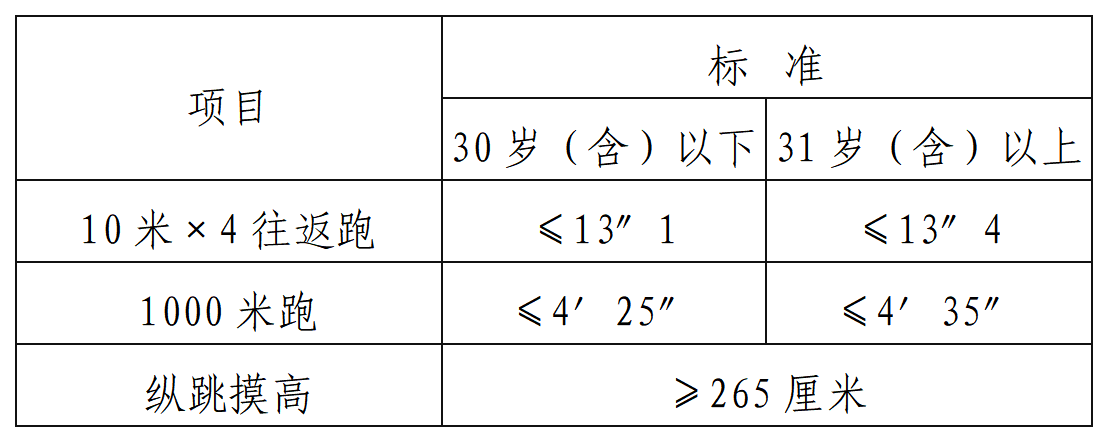 项目
标 准
30岁（含）以下
31岁（含）以上
10米×4往返跑
≤13″1
≤13″4
1000米跑
≤4′25″
≤4′35″
纵跳摸高
≥265厘米